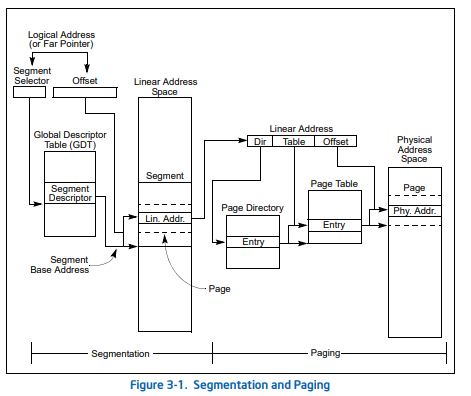 Logical Address
(or Far Pointer)
Segment
Selector
Offset
Linear Address
Space
Global Descriptor
Table (GDT)
Segment
Descriptor
Segment
Lin. Addr.
Segment
Base Address
Page
Linear Address
Dir Table Offset
Physical
Address
Space
Page Table
Page
Phy. Addr.
Page Directory
Entry
Entry
Segmentation
Paging
Figure 3-1. Segmentation and Paging